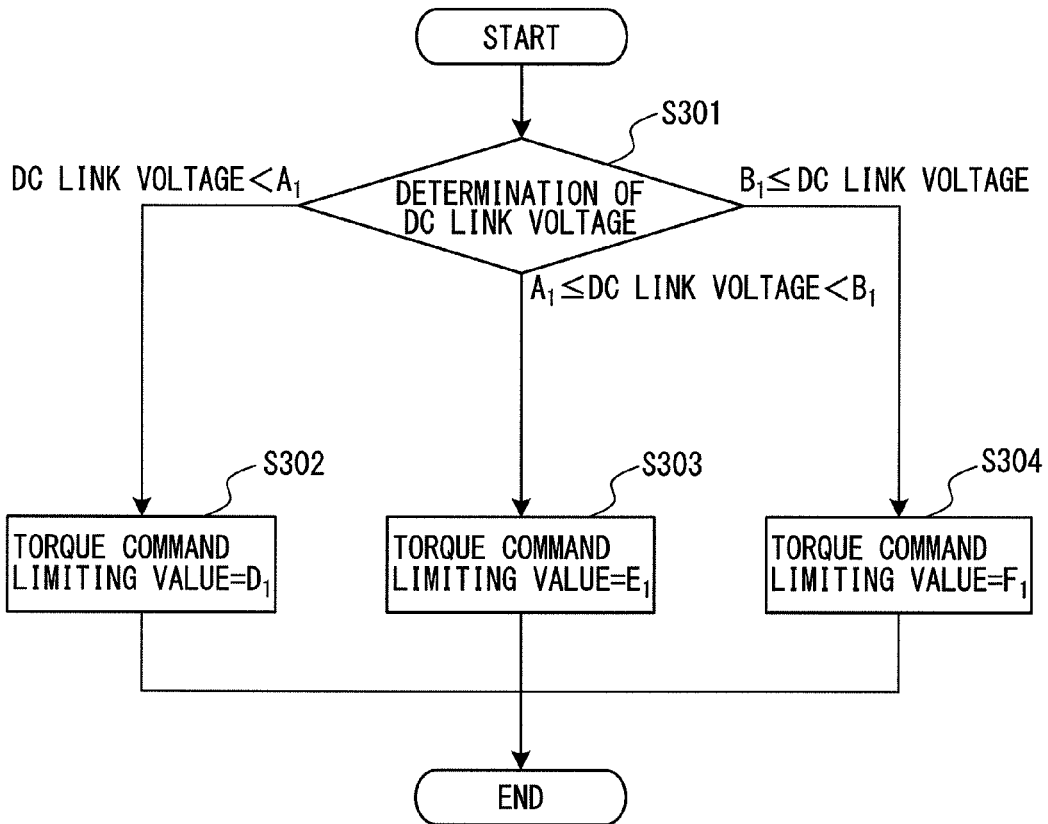 START
S301
DC LINK VOLTAGE<A₁
DETERMINATION OF
DC LINK VOLTAGE
B₁≤DC LINK VOLTAGE
A₁≤DC LINK VOLTAGE<B₁
S302
S303
S304
TORQUE COMMAND
LIMITING VALUE=D₁
TORQUE COMMAND
LIMITING VALUE=E₁
TORQUE COMMAND
LIMITING VALUE=F₁
END